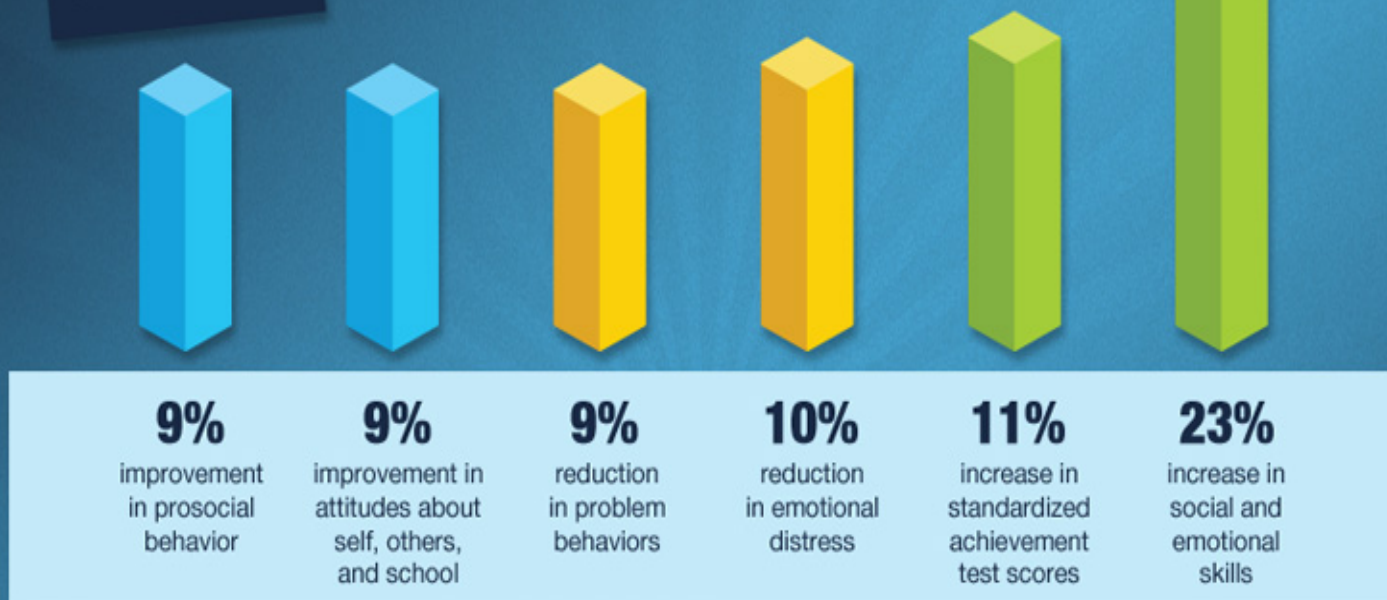 9%
improvement
in prosocial
behavior
9%
improvement in
attitudes about
self, others,
and school
9%
reduction
in problem
behaviors
10%
reduction
in emotional
distress
11%
increase in
standardized
achievement
test scores
23%
increase in
social and
emotional
skills